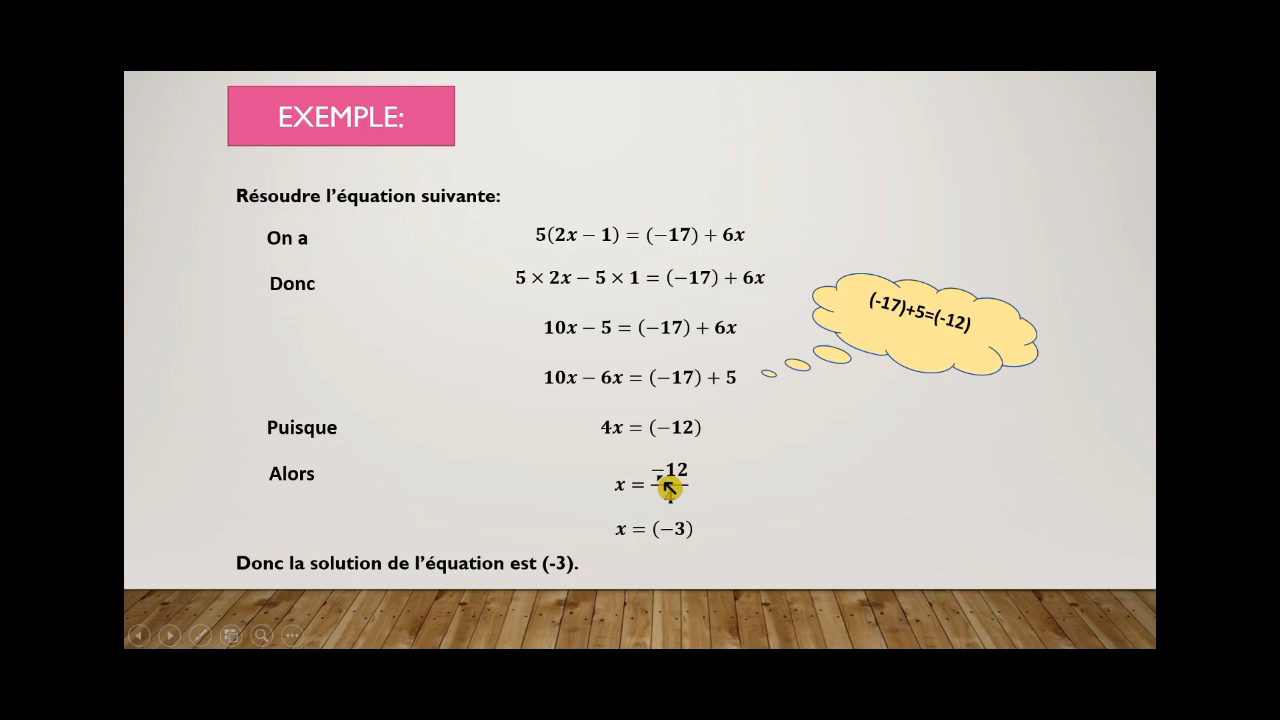 EXEMPLE:
Résoudre l'équation suivante:
On a 5(2x − 1) = (−17) + 6x
Donc 5 × 2x − 5 × 1 = (−17) + 6x
(-17)+5=(-12)
10x − 5 = (−17) + 6x
10x − 6x = (−17) + 5
Puisque 4x = (−12)
Alors x = −12
x = (−3)
Donc la solution de l'équation est (-3).